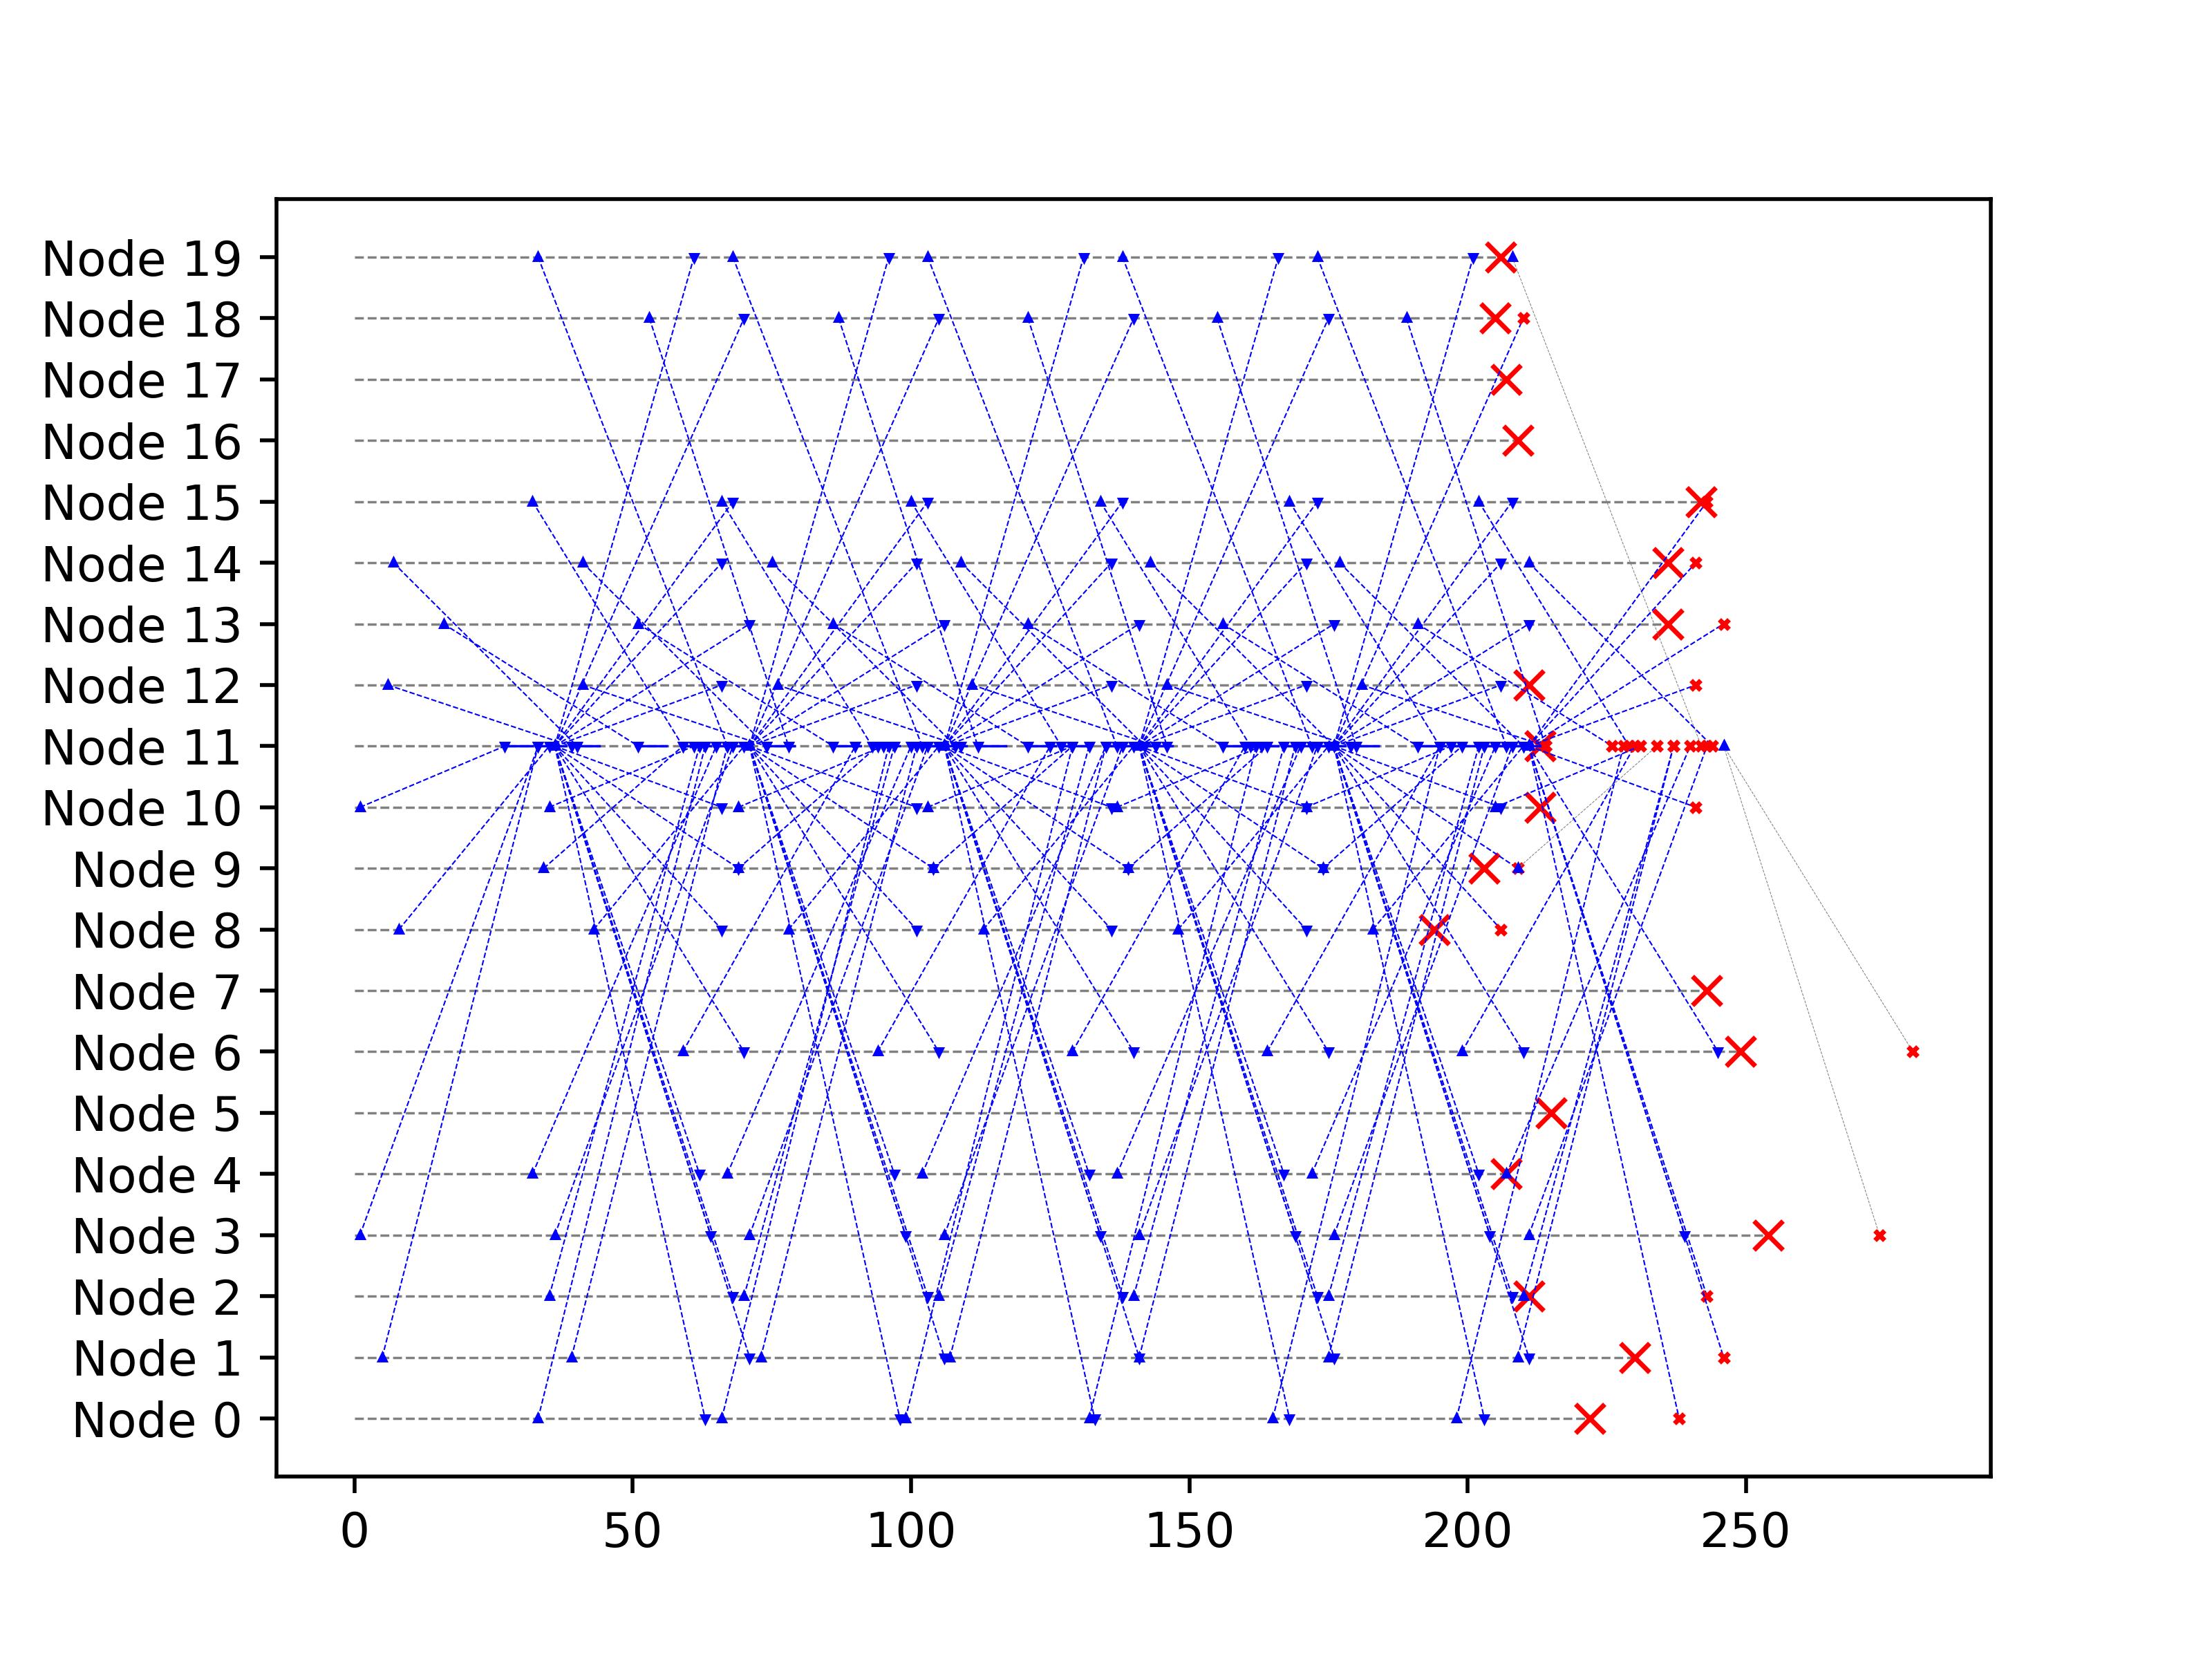 Node 19
Node 18
Node 17
Node 16
Node 15
Node 14
Node 13
Node 12
Node 11
Node 10
Node 9
Node 8
Node 7
Node 6
Node 5
Node 4
Node 3
Node 2
Node 1
Node 0
0 50 100 150 200 250